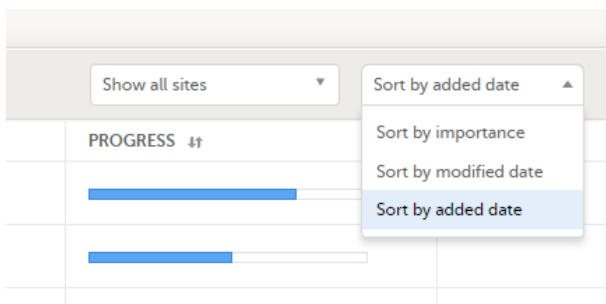 Show all sites
Sort by added date
PROGRESS
Sort by importance
Sort by modified date
Sort by added date